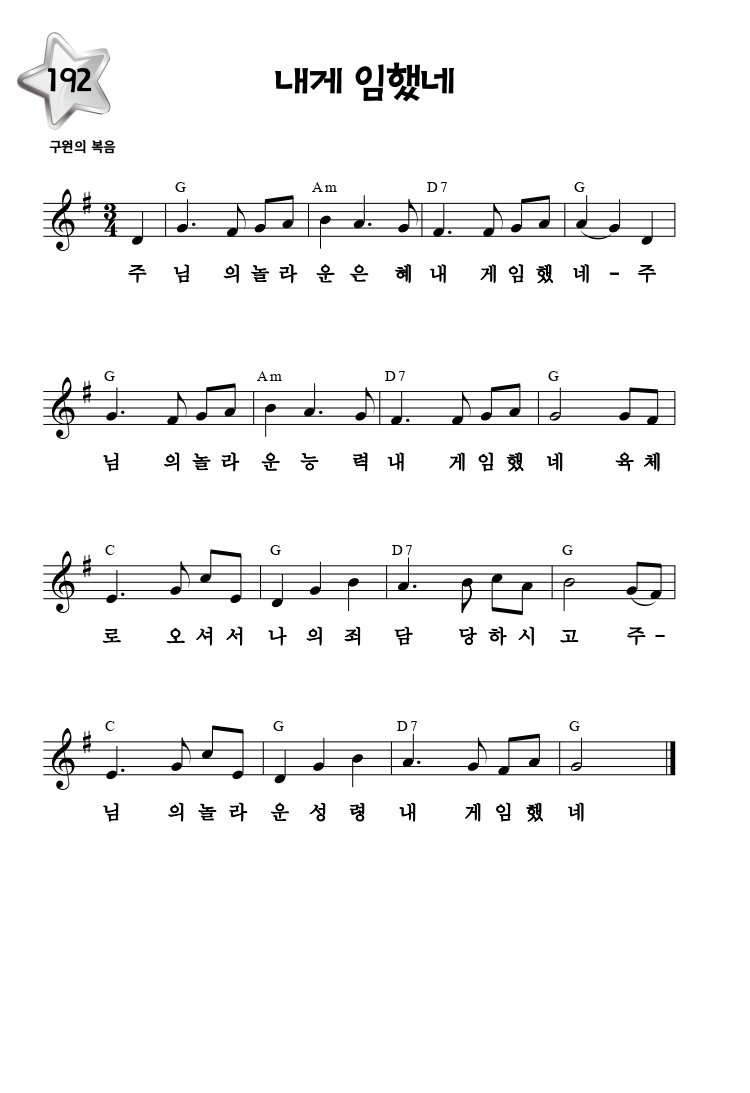 192
내게 임했네
구원의 복음
G Am D7 G
3
4
주 님 의 놀 라 운 은 혜 내 게 임 했 네 - 주
G Am D7 G
님 의 놀 라 운 능 력 내 게 임 했 네 육 체
C G D7 G
로 오 셔 서 나 의 죄 담 당 하 시 고 주 -
C G D7 G
님 의 놀 라 운 성 령 내 게 임 했 네